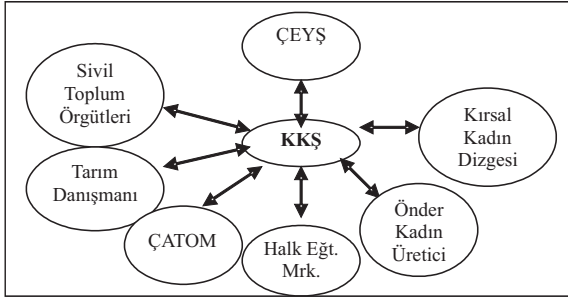 ÇEYŞ
Sivil
Toplum
Örgütleri
KKŞ
Kırsal
Kadın
Dizgesi
Tarım
Danışmanı
ÇATOM
Halk Eğt.
Mrk.
Önder
Kadın
Üretici